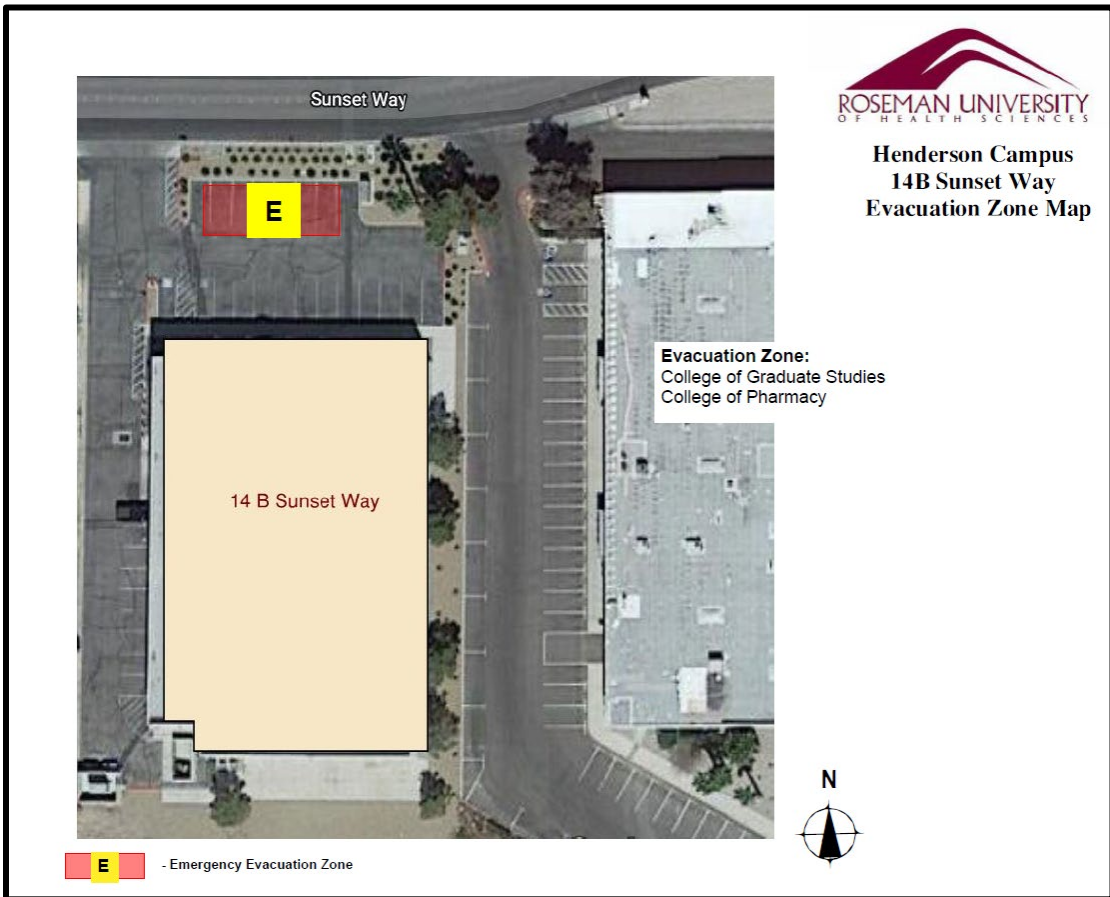 Sunset Way
ROSEMAN UNIVERSITY
OF HEALTH SCIENCES
Henderson Campus
14B Sunset Way
Evacuation Zone Map
E
Evacuation Zone:
College of Graduate Studies
College of Pharmacy
14 B Sunset Way
N
E - Emergency Evacuation Zone